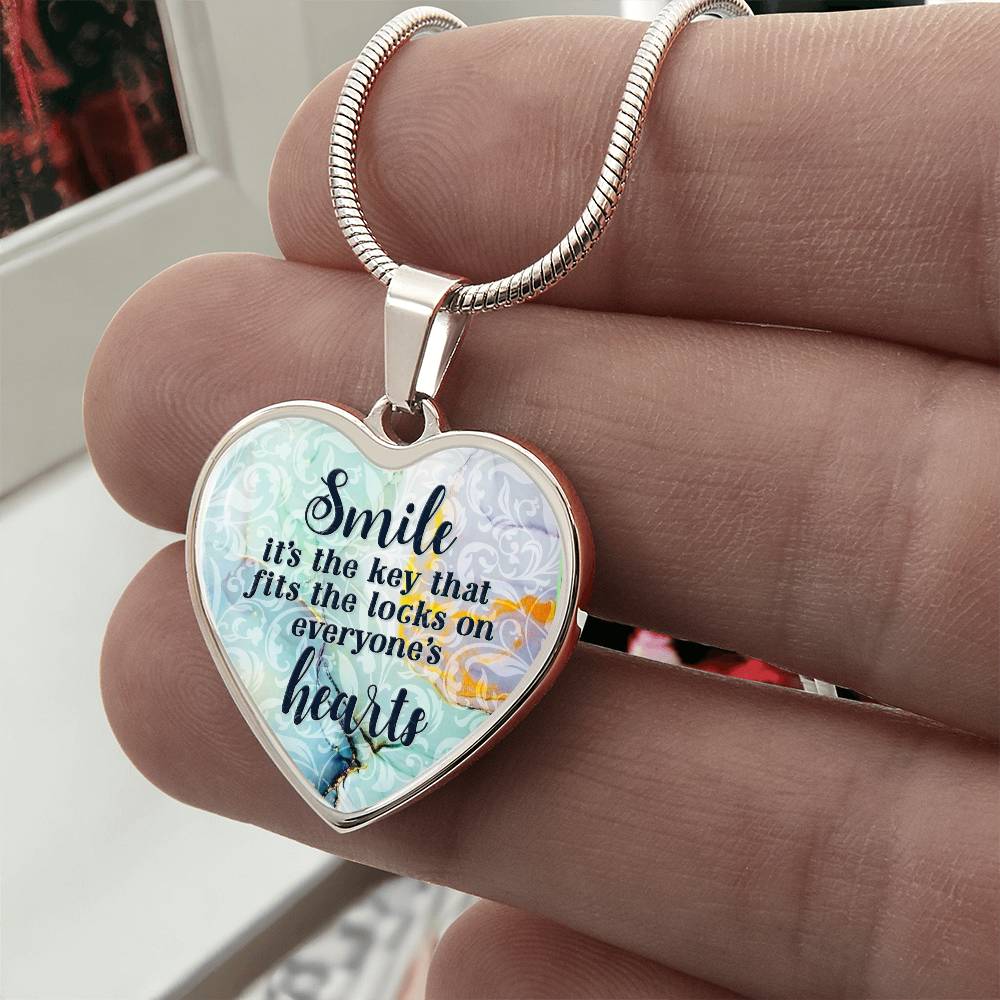 Smile
it's the key that
fits the locks on
everyone's
hearts